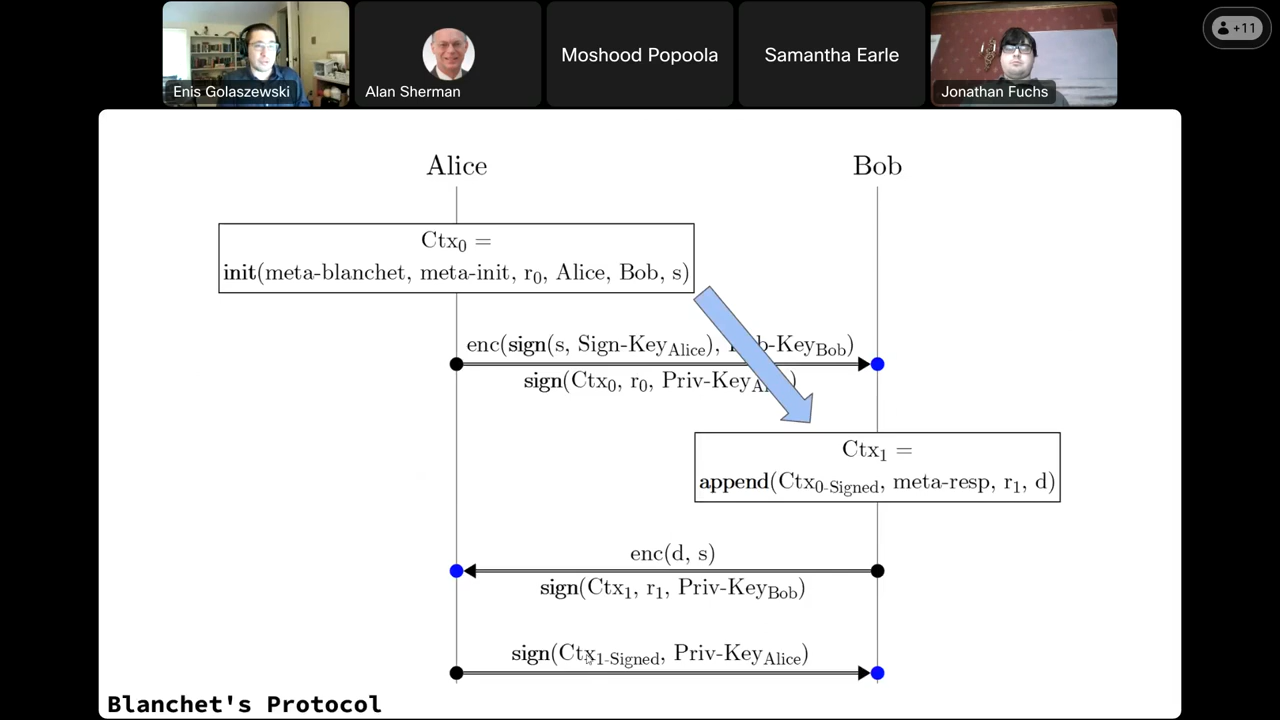 Enis Golaszewski
Alan Sherman
Moshood Popoola
Samantha Earle
Jonathan Fuchs
+11
Alice
Bob
Ctx0 =
init(meta-blanchet, meta-init, r0, Alice, Bob, s)
enc(sign(s, Sign-KeyAlice), b-KeyBob)
sign(Ctx0, r0, Priv-KeyA )
Ctx1 =
append(Ctx0-Signed, meta-resp, r1, d)
enc(d, s)
sign(Ctx1, r1, Priv-KeyBob)
sign(Ctx1-Signed, Priv-KeyAlice)
Blanchet's Protocol